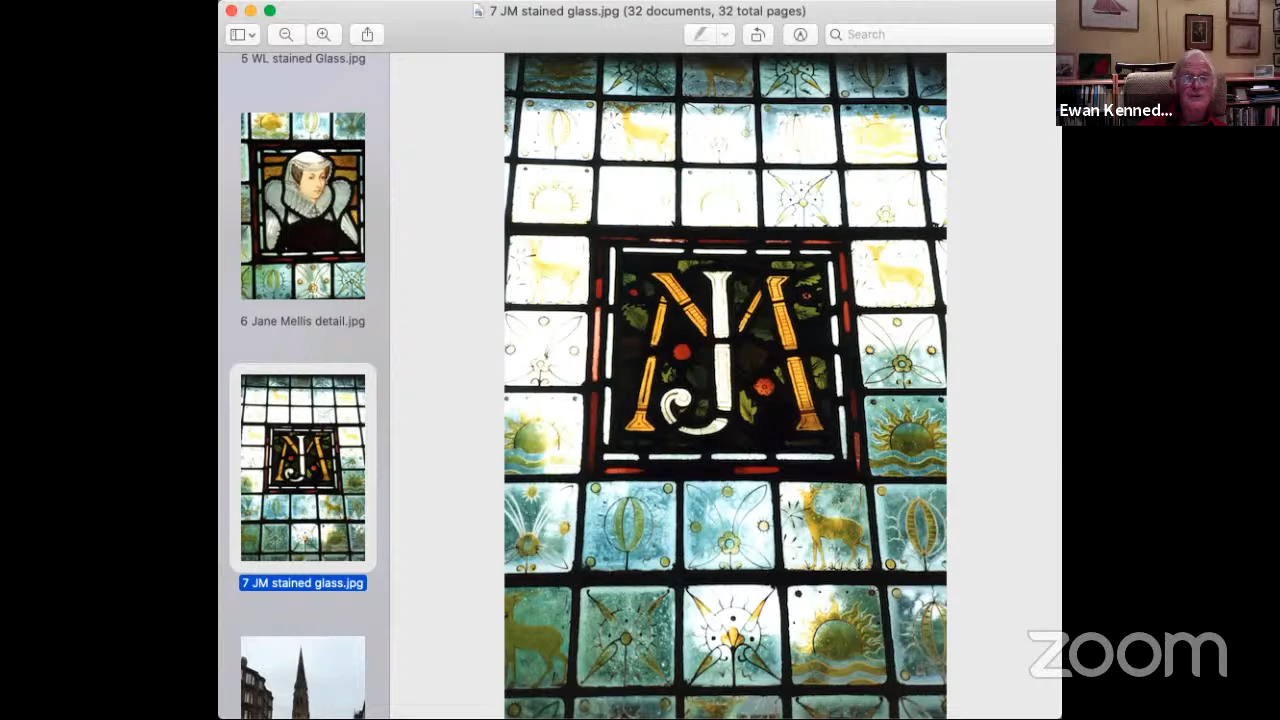 7 JM stained glass.jpg (32 documents, 32 total pages)
Search
5 WL stained Glass.jpg
6 Jane Mellis detail.jpg
7 JM stained glass.jpg
JM
Ewan Kenned...
zoom